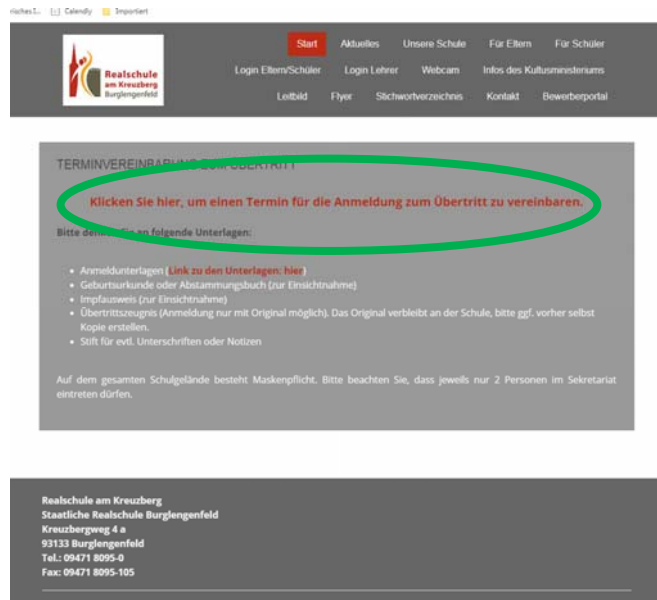 Calendly Importiert
Start Aktuelles Unsere Schule Für Eltern Für Schüler
Login Eltern/Schüler Login Lehrer Webcam Infos des Kultusministeriums
Leitbild Flyer Stichwortverzeichnis Kontakt Bewerberportal
Realschule
am Kreuzberg
Burglengenfeld
TERMINVEREINBARUNG ZUM ÜBERTRITT
Klicken Sie hier, um einen Termin für die Anmeldung zum Übertritt zu vereinbaren.
Bitte denken Sie an folgende Unterlagen:
Anmeldunterlagen (Link zu den Unterlagen: hier)
Geburtsurkunde oder Abstammungsbuch (zur Einsichtnahme)
Impfausweis (zur Einsichtnahme)
Übertrittszeugnis (Anmeldung nur mit Original möglich). Das Original verbleibt an der Schule, bitte ggf. vorher selbst
Kopie erstellen.
Stift für evtl. Unterschriften oder Notizen
Auf dem gesamten Schulgelände besteht Maskenpflicht. Bitte beachten Sie, dass jeweils nur 2 Personen im Sekretariat
eintreten dürfen.
Realschule am Kreuzberg
Staatliche Realschule Burglengenfeld
Kreuzbergweg 4 a
93133 Burglengenfeld
Tel.: 09471 8095-0
Fax: 09471 8095-105